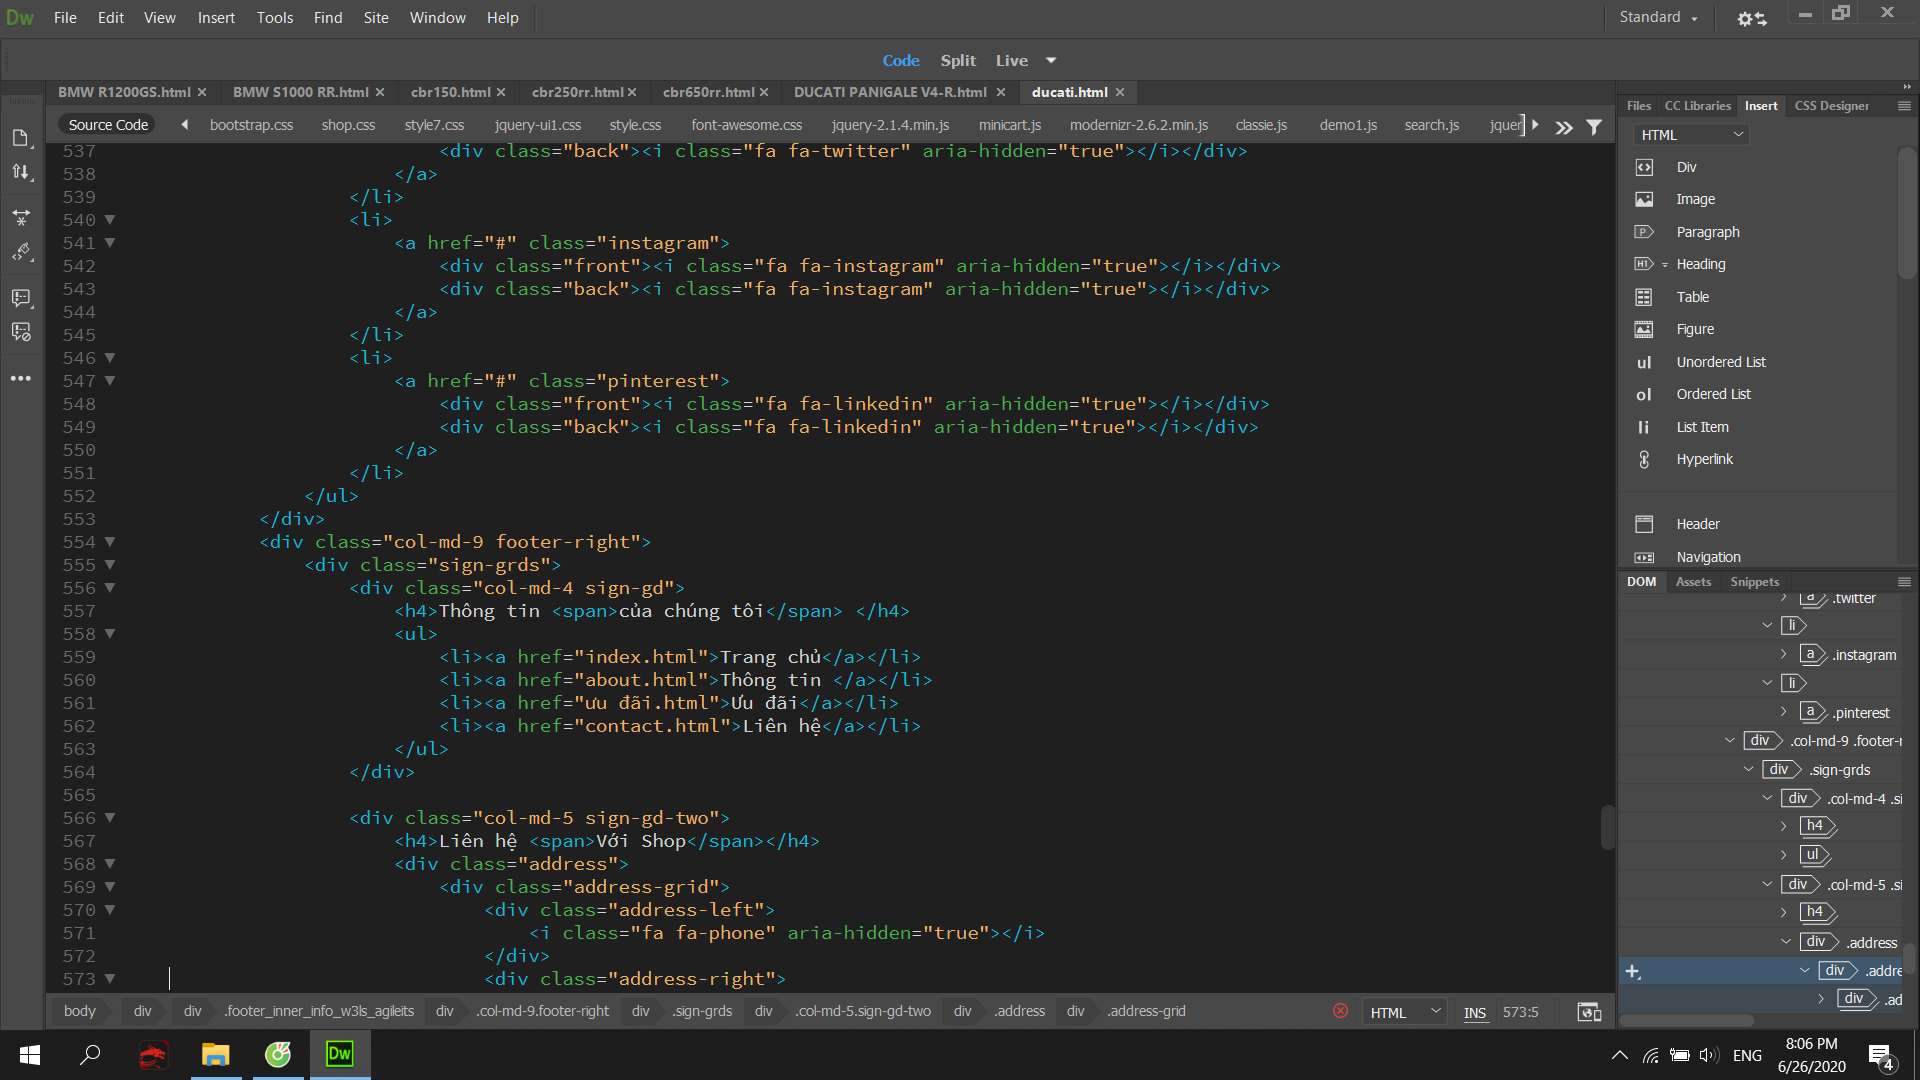 Dw File Edit View Insert Tools Find Site Window Help Standard
Code Split Live
BMW R1200GS.html BMW S1000 RR.html cbr150.html cbr250rr.html cbr650rr.html DUCATI PANIGALE V4-R.html ducati.html
Source Code bootstrap.css shop.css style7.css jquery-ui1.css style.css font-awesome.css jquery-2.1.4.min.js minicart.js modernizr-2.6.2.min.js classie.js demo1.js search.js jquer
537 <div class="back"><i class="fa fa-twitter" aria-hidden="true"></i></div>
538 </a>
539 </li>
540 <li>
541 <a href="#" class="instagram">
542 <div class="front"><i class="fa fa-instagram" aria-hidden="true"></i></div>
543 <div class="back"><i class="fa fa-instagram" aria-hidden="true"></i></div>
544 </a>
545 </li>
546 <li>
547 <a href="#" class="pinterest">
548 <div class="front"><i class="fa fa-linkedin" aria-hidden="true"></i></div>
549 <div class="back"><i class="fa fa-linkedin" aria-hidden="true"></i></div>
550 </a>
551 </li>
552 </ul>
553 </div>
554 <div class="col-md-9 footer-right">
555 <div class="sign-grds">
556 <div class="col-md-4 sign-gd">
557 <h4>Thông tin <span>của chúng tôi</span> </h4>
558 <ul>
559 <li><a href="index.html">Trang chủ</a></li>
560 <li><a href="about.html">Thông tin </a></li>
561 <li><a href="ưu đãi.html">Ưu đãi</a></li>
562 <li><a href="contact.html">Liên hệ</a></li>
563 </ul>
564 </div>
565
566 <div class="col-md-5 sign-gd-two">
567 <h4>Liên hệ <span>Với Shop</span></h4>
568 <div class="address">
569 <div class="address-grid">
570 <div class="address-left">
571 <i class="fa fa-phone" aria-hidden="true"></i>
572 </div>
573 <div class="address-right">
body div div .footer_inner_info_w3ls_agileits div .col-md-9.footer-right div .sign-grds div .col-md-5.sign-gd-two div .address div .address-grid HTML INS 573:5
Files CC Libraries Insert CSS Designer
HTML
Div
Image
Paragraph
H1 Heading
Table
Figure
ul Unordered List
ol Ordered List
li List Item
Hyperlink
Header
Navigation
DOM Assets Snippets
a .twitter
li
a .instagram
li
a .pinterest
div .col-md-9 .footer-r
div .sign-grds
div .col-md-4 .si
h4
ul
div .col-md-5 .si
h4
div .address
div .addre
div .ad
Dw ENG 8:06 PM
6/26/2020 4